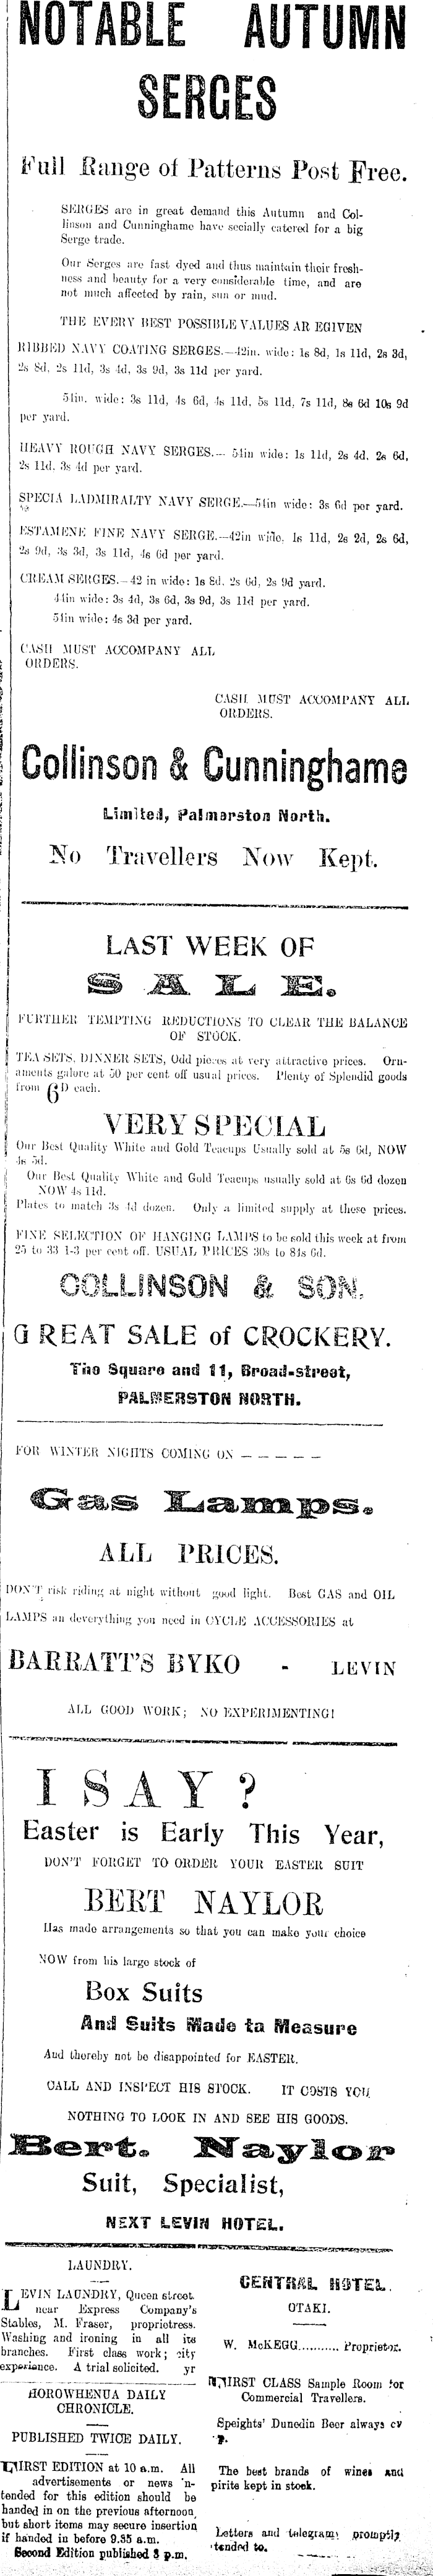 NOTABLE AUTUMN
SERGES
Full Range of Patterns Post Free.
SERGES are in great demand this Autumn and Col-
linson and Cunninghame have secially catered for a big
Serge trade.
Our Serges are fast dyed and thus maintain their fresh-
ness and beauty for a very considerable time, and are
not much affected by rain, sun or mud.
THE EVERY BEST POSSIBLE VALUES AR EGIVEN
RIBBED NAVY COATING SERGES.—42in. wide: 1s 8d, 1s 11d, 2s 3d,
2s 8d, 2s 11d, 3s 4d, 3s 9d, 3s 11d per yard.
54in. wide: 3s 11d, 4s 6d, 4s 11d, 5s 11d, 7s 11d, 8s 6d 10s 9d
per yard.
HEAVY ROUGH NAVY SERGES.— 54in wide: 1s 11d, 2s 4d, 2s 6d,
2s 11d, 3s 4d per yard.
SPECIA LADMIRALTY NAVY SERGE.—54in wide: 3s 6d per yard.
ESTAMENE FINE NAVY SERGE.—42in wide, 1s 11d, 2s 2d, 2s 6d,
2s 9d, 3s 3d, 3s 11d, 4s 6d per yard.
CREAM SERGES.—42 in wide: 1s 8d, 2s 6d, 2s 9d yard.
44in wide: 3s 4d, 3s 6d, 3s 9d, 3s 11d per yard.
54in wide: 4s 3d per yard.
CASH MUST ACCOMPANY ALL
ORDERS.
CASH MUST ACCOMPANY ALL
ORDERS.
Collinson & Cunninghame
Limited, Palmerston North.
No Travellers Now Kept.
LAST WEEK OF
SALE.
FURTHER TEMPTING REDUCTIONS TO CLEAR THE BALANCE
OF STOCK.
TEA SETS, DINNER SETS, Odd pieces at very attractive prices. Orn-
aments galore at 50 per cent off usual prices. Plenty of Splendid goods
from 6D each.
VERY SPECIAL
Our Best Quality White and Gold Teacups Usually sold at 5s 6d, NOW
4s 5d.
Our Best Quality White and Gold Teacups usually sold at 6s 6d dozen
NOW 4s 11d.
Plates to match 3s 4d dozen. Only a limited supply at these prices.
FINE SELECTION OF HANGING LAMPS to be sold this week at from
25 to 33 1-3 per cent off. USUAL PRICES 30s to 84s 6d.
COLLINSON & SON,
GREAT SALE of CROCKERY.
The Square and 11, Broad-street,
PALMERSTON NORTH.
FOR WINTER NIGHTS COMING ON — — — — —
Gas Lamps.
ALL PRICES.
DON'T risk riding at night without good light. Best GAS and OIL
LAMPS an deverything you need in CYCLE ACCESSORIES at
BARRATT'S BYKO - LEVIN
ALL GOOD WORK; NO EXPERIMENTING!
I SAY?
Easter is Early This Year,
DON'T FORGET TO ORDER YOUR EASTER SUIT
BERT NAYLOR
Has made arrangements so that you can make your choice
NOW from his large stock of
Box Suits
And Suits Made to Measure
And thereby not be disappointed for EASTER.
CALL AND INSPECT HIS STOCK. IT COSTS YOU
NOTHING TO LOOK IN AND SEE HIS GOODS.
Bert. Naylor
Suit, Specialist,
NEXT LEVIN HOTEL.
LAUNDRY.
LEVIN LAUNDRY, Queen street.
near Express Company's
Stables, M. Fraser, proprietress.
Washing and ironing in all its
branches. First class work; city
experience. A trial solicited. yr
HOROWHENUA DAILY
CHRONICLE.
PUBLISHED TWICE DAILY.
FIRST EDITION at 10 a.m. All
advertisements or news 'n-
tended for this edition should be
handed in on the previous afternoon,
but short items may secure insertion
if handed in before 9.35 a.m.
Second Edition published 3 p.m.
CENTRAL HOTEL.
OTAKI.
W. McKEGG........... Proprietor.
FIRST CLASS Sample Room for
Commercial Travellers.
Speights' Dunedin Beer always
The best brands of wines and
pirits kept in stock.
Letters and telegrams promptly
'tended to.